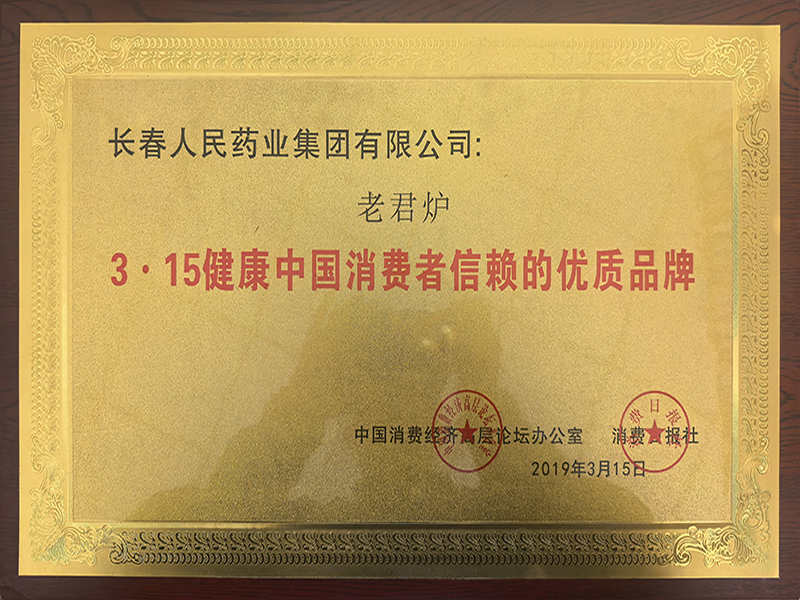 长春人民药业集团有限公司:
老君炉
3·15健康中国消费者信赖的优质品牌
中国消费经济高层论坛办公室 消费日报社
2019年3月15日